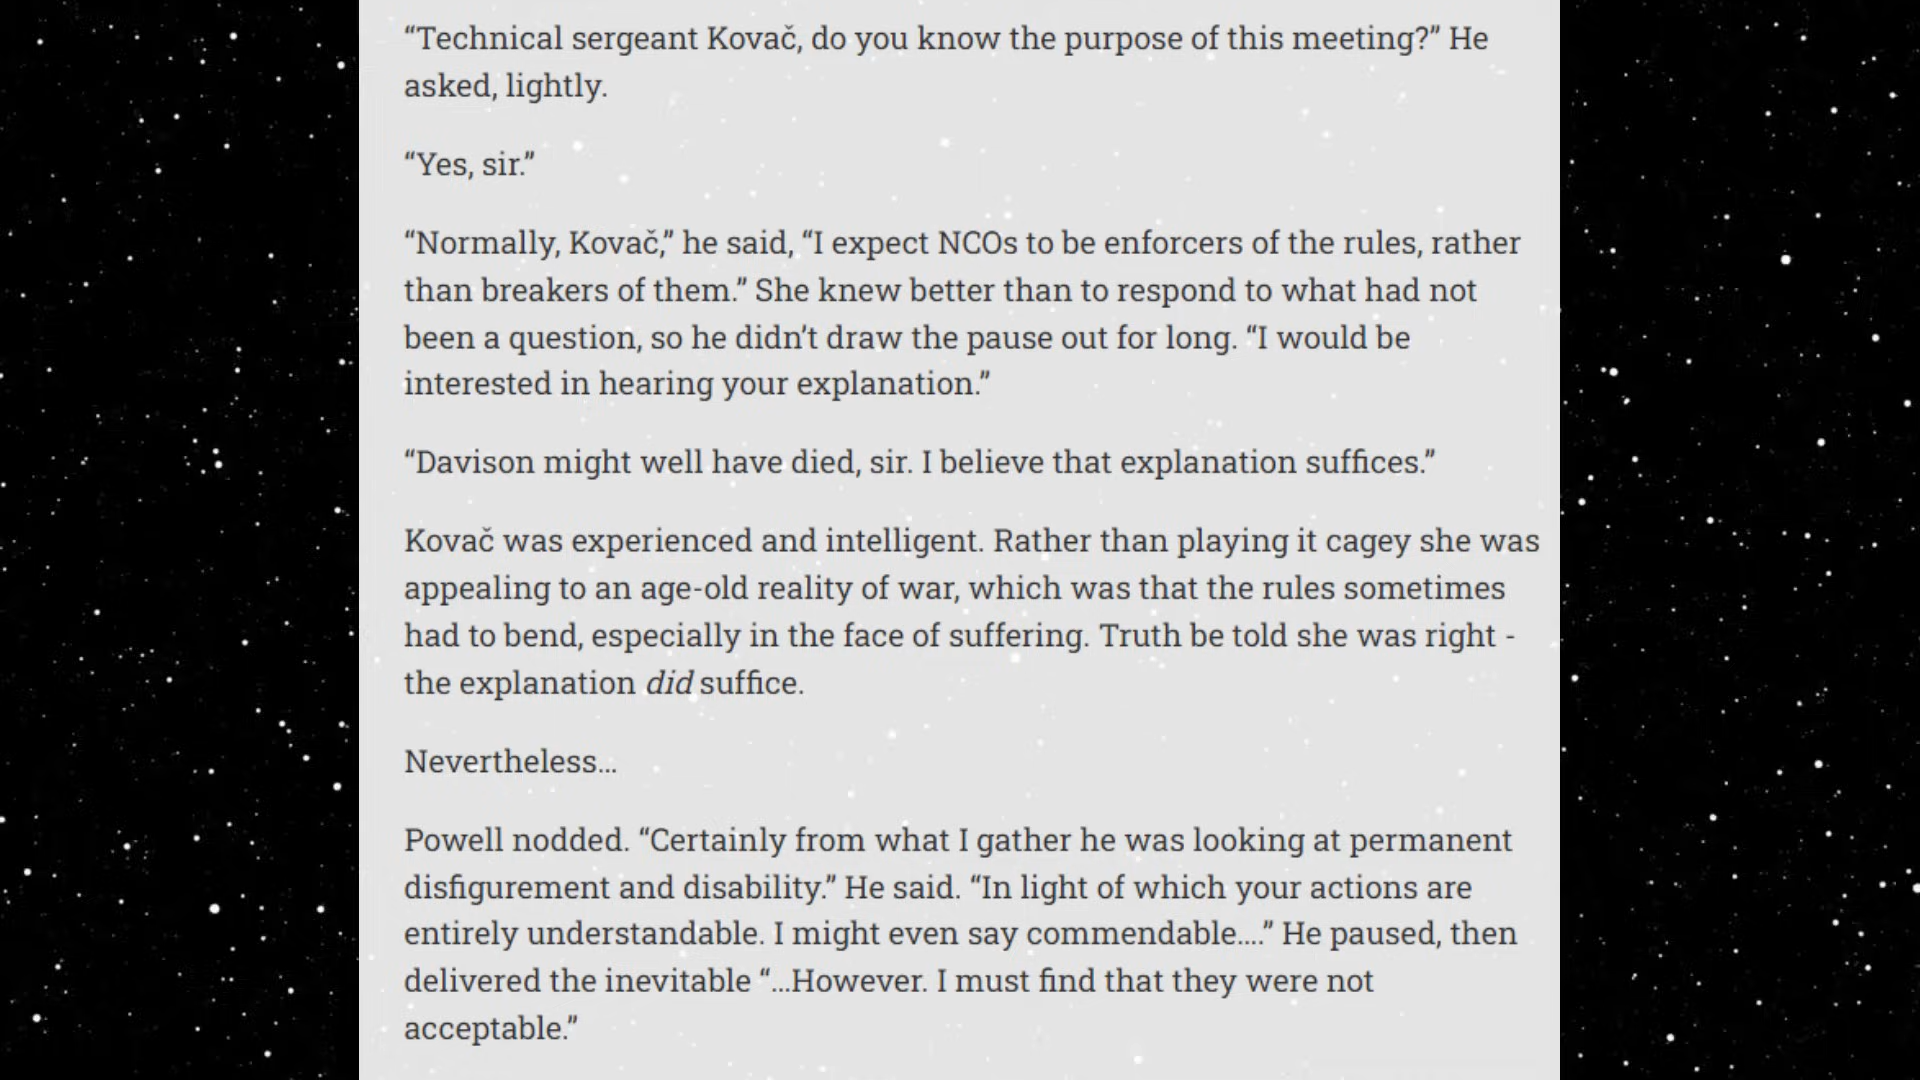 “Technical sergeant Kovač, do you know the purpose of this meeting?” He
asked, lightly.
“Yes, sir.”
“Normally, Kovač,” he said, “I expect NCOs to be enforcers of the rules, rather
than breakers of them.” She knew better than to respond to what had not
been a question, so he didn’t draw the pause out for long. “I would be
interested in hearing your explanation.”
“Davison might well have died, sir. I believe that explanation suffices.”
Kovač was experienced and intelligent. Rather than playing it cagey she was
appealing to an age-old reality of war, which was that the rules sometimes
had to bend, especially in the face of suffering. Truth be told she was right -
the explanation did suffice.
Nevertheless…
Powell nodded. “Certainly from what I gather he was looking at permanent
disfigurement and disability.” He said. “In light of which your actions are
entirely understandable. I might even say commendable….” He paused, then
delivered the inevitable “…However. I must find that they were not
acceptable.”